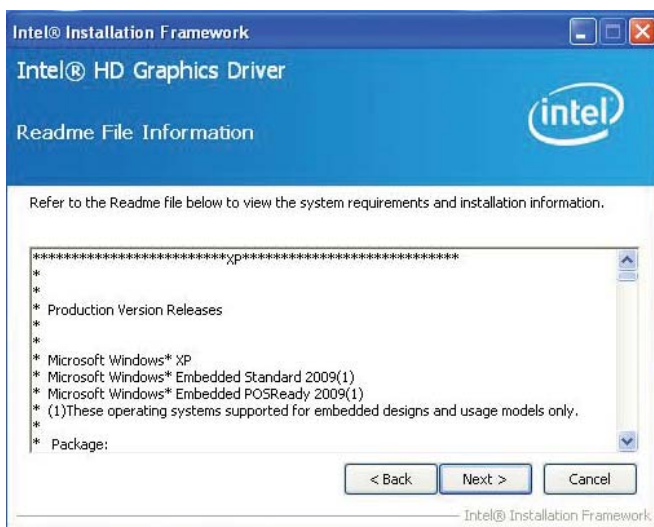 Intel® Installation Framework
Intel® HD Graphics Driver
intel
Readme File Information
Refer to the Readme file below to view the system requirements and installation information.
*************************XP****************************
*
*
* Production Version Releases
*
*
* Microsoft Windows* XP
* Microsoft Windows* Embedded Standard 2009(1)
* Microsoft Windows* Embedded POSReady 2009(1)
* (1)These operating systems supported for embedded designs and usage models only.
*
* Package:
< Back
Next >
Cancel
Intel® Installation Framework